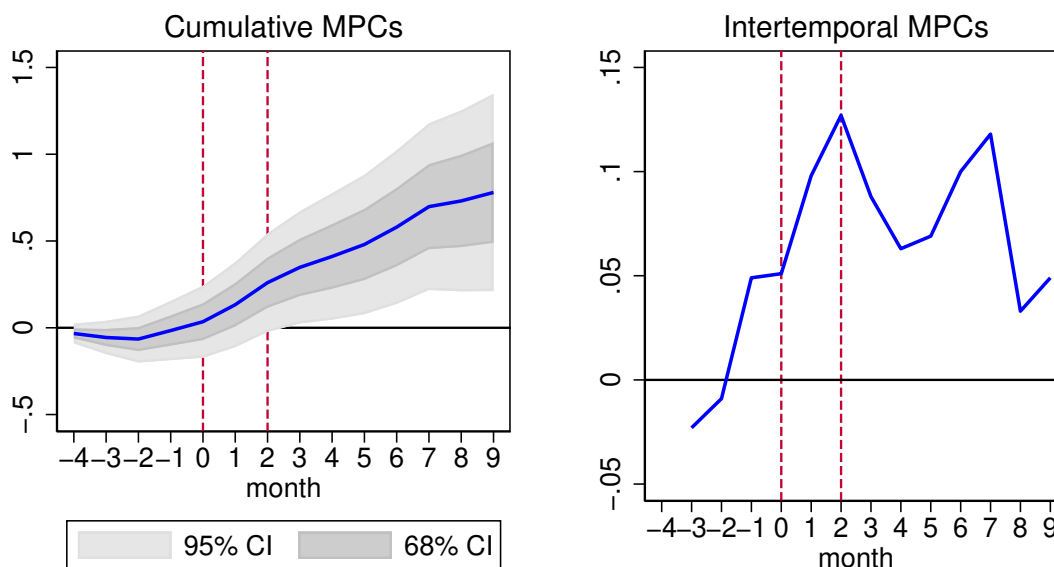 Cumulative MPCs
1.5
1
.5
0
−.5
−4 −3 −2 −1 0 1 2 3 4 5 6 7 8 9
month
95% CI 68% CI
Intertemporal MPCs
.15
.1
.05
0
−.05
−4 −3 −2 −1 0 1 2 3 4 5 6 7 8 9
month